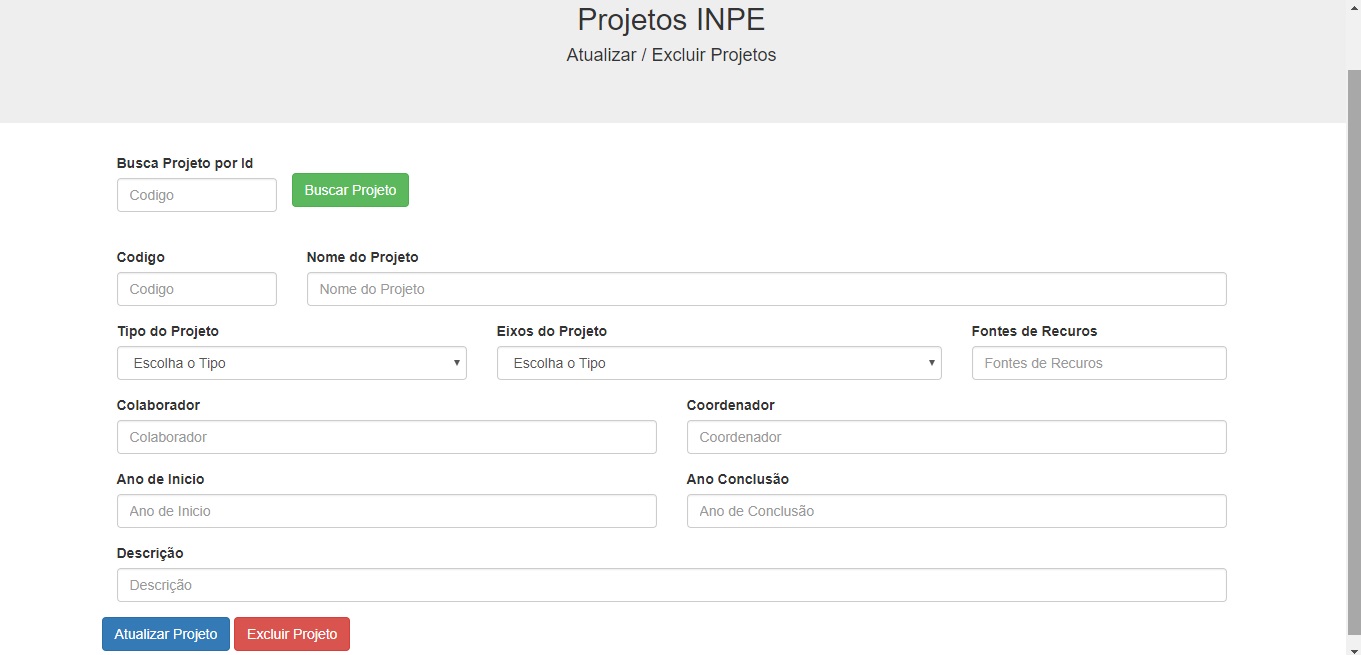 Projetos INPE
Atualizar / Excluir Projetos
Busca Projeto por Id
Codigo
Buscar Projeto
Codigo
Nome do Projeto
Codigo
Nome do Projeto
Tipo do Projeto
Eixos do Projeto
Fontes de Recuros
Escolha o Tipo
Escolha o Tipo
Fontes de Recuros
Colaborador
Coordenador
Colaborador
Coordenador
Ano de Inicio
Ano Conclusão
Ano de Inicio
Ano de Conclusão
Descrição
Descrição
Atualizar Projeto
Excluir Projeto